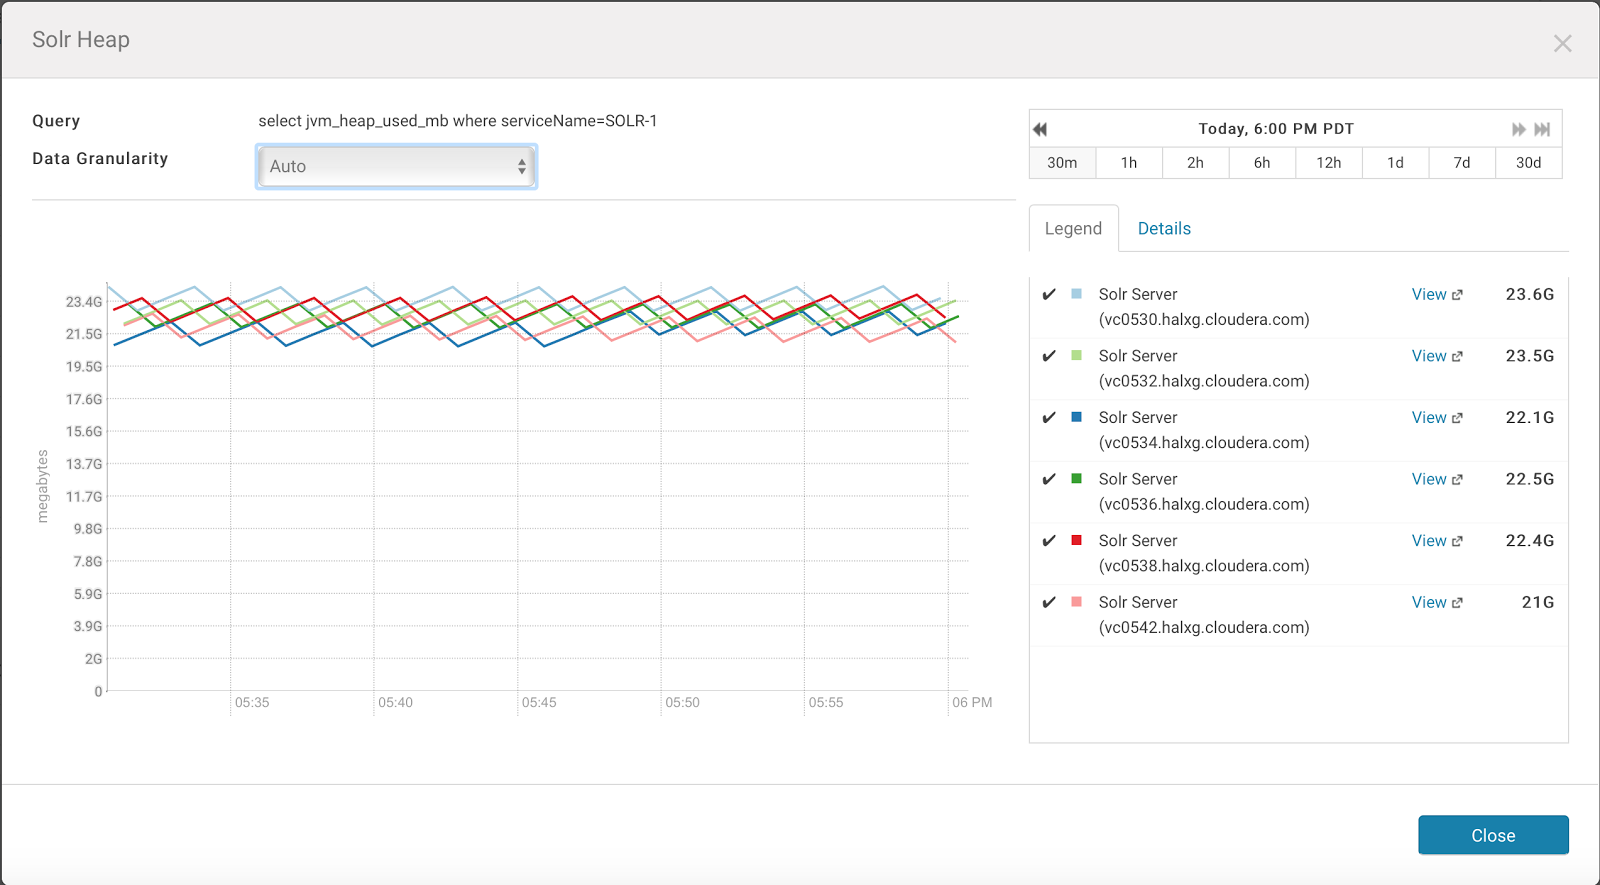 Solr Heap
Query select jvm_heap_used_mb where serviceName=SOLR-1
Data Granularity Auto
Today, 6:00 PM PDT
30m 1h 2h 6h 12h 1d 7d 30d
Legend Details
megabytes
23.4G
21.5G
19.5G
17.6G
15.6G
13.7G
11.7G
9.8G
7.8G
5.9G
3.9G
2G
0
05:35 05:40 05:45 05:50 05:55 06 PM
Solr Server View 23.6G
(vc0530.halxg.cloudera.com)
Solr Server View 23.5G
(vc0532.halxg.cloudera.com)
Solr Server View 22.1G
(vc0534.halxg.cloudera.com)
Solr Server View 22.5G
(vc0536.halxg.cloudera.com)
Solr Server View 22.4G
(vc0538.halxg.cloudera.com)
Solr Server View 21G
(vc0542.halxg.cloudera.com)
Close